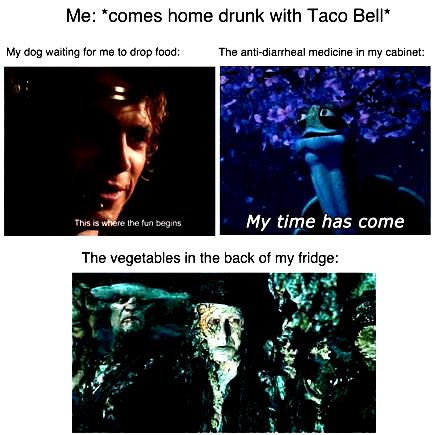 Me: *comes home drunk with Taco Bell*
My dog waiting for me to drop food:
The anti-diarrheal medicine in my cabinet:
This is where the fun begins
My time has come
The vegetables in the back of my fridge: